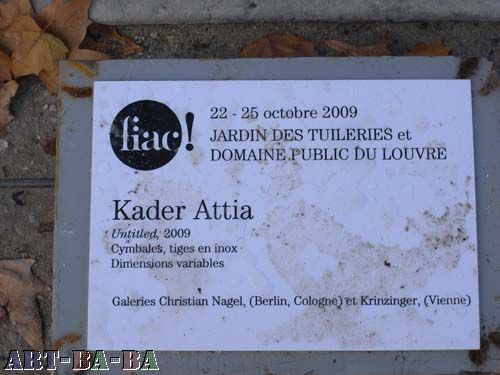 fiac!
22 - 25 octobre 2009
JARDIN DES TUILERIES et
DOMAINE PUBLIC DU LOUVRE
Kader Attia
Untitled, 2009
Cymbales, tiges en inox
Dimensions variables
Galeries Christian Nagel, (Berlin, Cologne) et Krinzinger, (Vienne)
ART-BA-BA